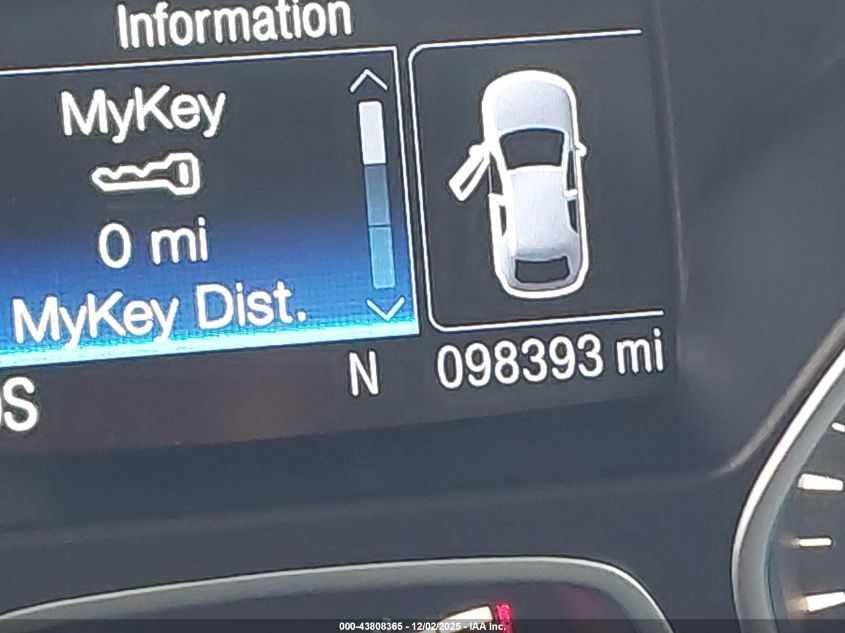 Information
MyKey
0 mi
MyKey Dist.
N
098393 mi
000-43808365 - 12/02/2025 - IAA Inc.